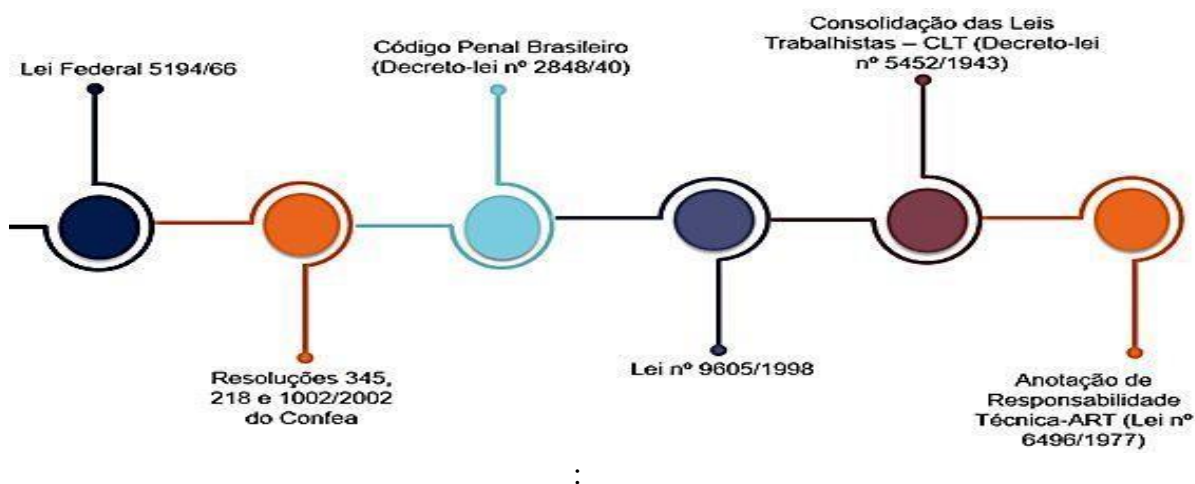 Lei Federal 5194/66
Resoluções 345,
218 e 1002/2002
do Confea
Código Penal Brasileiro
(Decreto-lei nº 2848/40)
Lei nº 9605/1998
Consolidação das Leis
Trabalhistas – CLT (Decreto-lei
nº 5452/1943)
Anotação de
Responsabilidade
Técnica-ART (Lei nº
6496/1977)
: